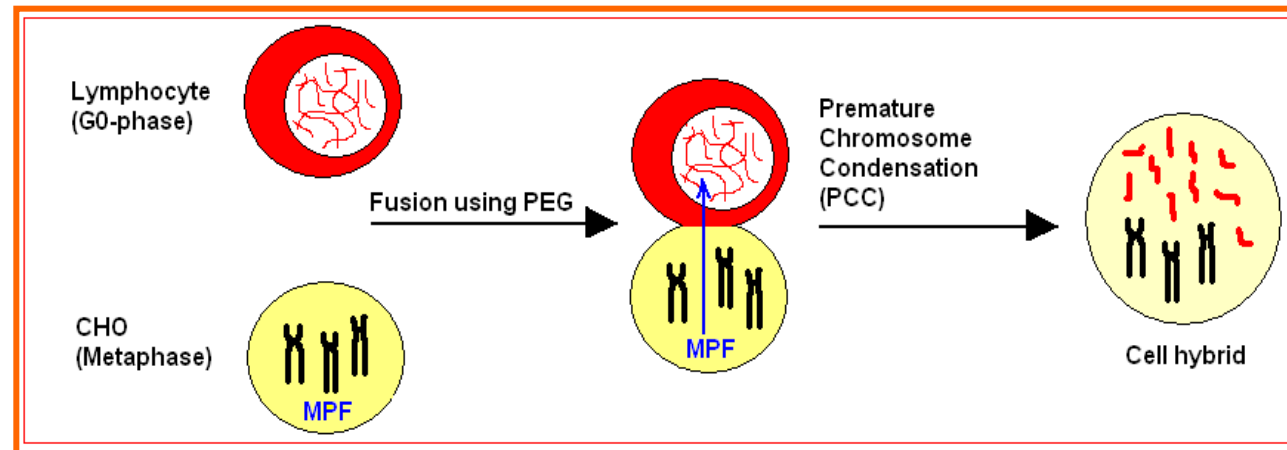 Lymphocyte
(G0-phase)
Fusion using PEG
CHO
(Metaphase)
MPF
MPF
Premature
Chromosome
Condensation
(PCC)
Cell hybrid